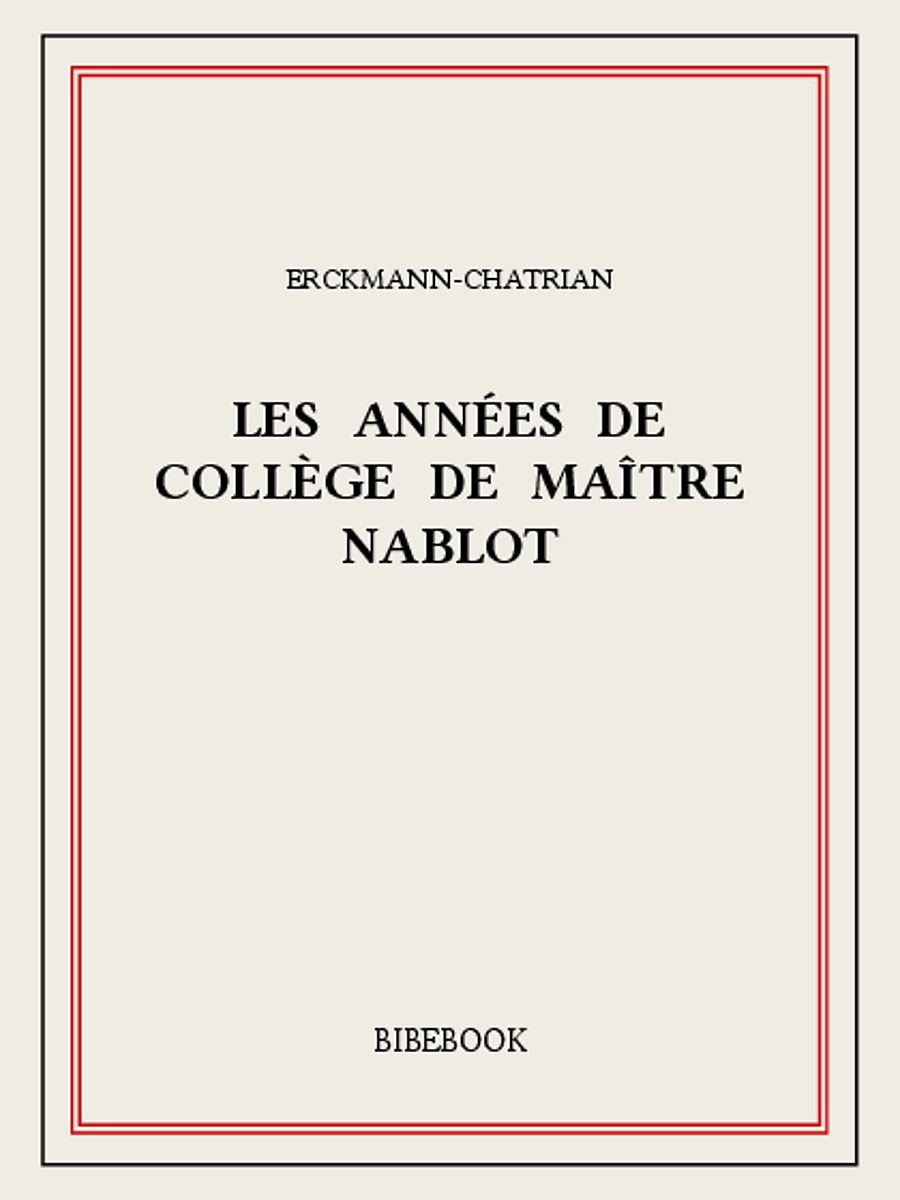 ERCKMANN-CHATRIAN
LES ANNÉES DE
COLLÈGE DE MAÎTRE
NABLOT
BIBEBOOK